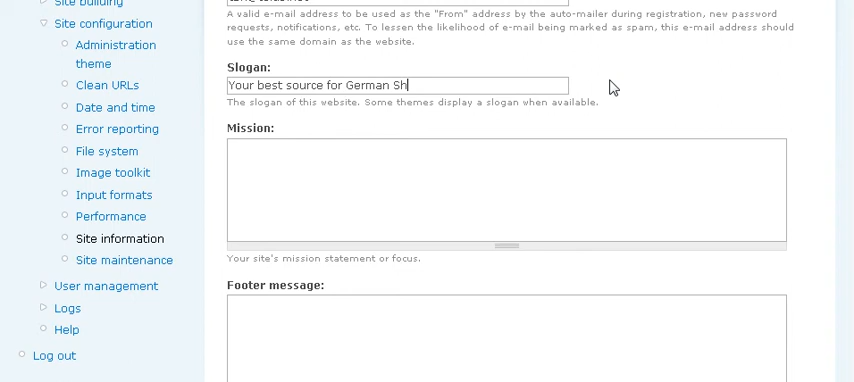 Site building
Site configuration
Administration
theme
Clean URLs
Date and time
Error reporting
File system
Image toolkit
Input formats
Performance
Site information
Site maintenance
User management
Logs
Help
Log out
A valid e-mail address to be used as the "From" address by the auto-mailer during registration, new password
requests, notifications, etc. To lessen the likelihood of e-mail being marked as spam, this e-mail address should
use the same domain as the website.
Slogan:
Your best source for German Sh
The slogan of this website. Some themes display a slogan when available.
Mission:
Your site's mission statement or focus.
Footer message: